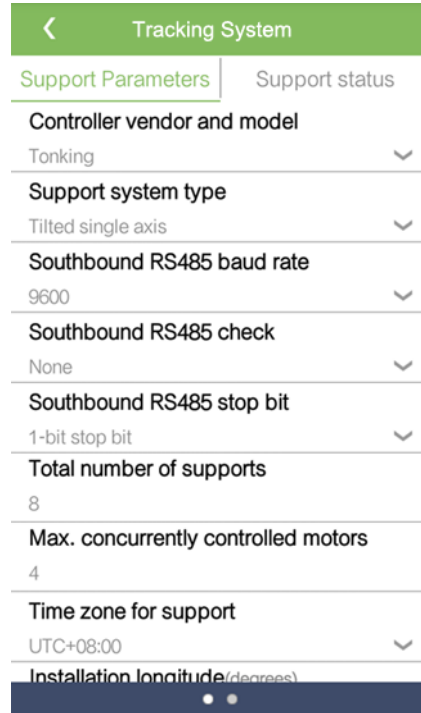 Tracking System
Support Parameters Support status
Controller vendor and model
Tonking
Support system type
Tilted single axis
Southbound RS485 baud rate
9600
Southbound RS485 check
None
Southbound RS485 stop bit
1-bit stop bit
Total number of supports
8
Max. concurrently controlled motors
4
Time zone for support
UTC+08:00
Installation longitude(degrees)